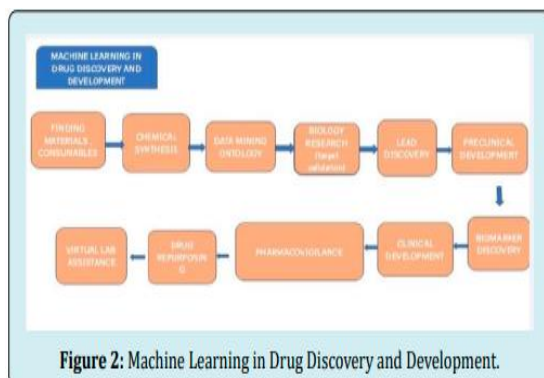 MACHINE LEARNING IN
DRUG DISCOVERY AND
DEVELOPMENT
FINDING
MATERIALS
CONSUMABLES
CHEMICAL
SYNTHESIS
DATA MINING
ONTOLOGY
BIOLOGY
RESEARCH
(target
validation)
LEAD
DISCOVERY
PRECLINICAL
DEVELOPMENT
BIOMARKER
DISCOVERY
CLINICAL
DEVELOPMENT
PHARMACOVIGILANCE
DRUG
REPURPOSIN
G
VIRTUAL LAB
ASSISTANCE
Figure 2: Machine Learning in Drug Discovery and Development.